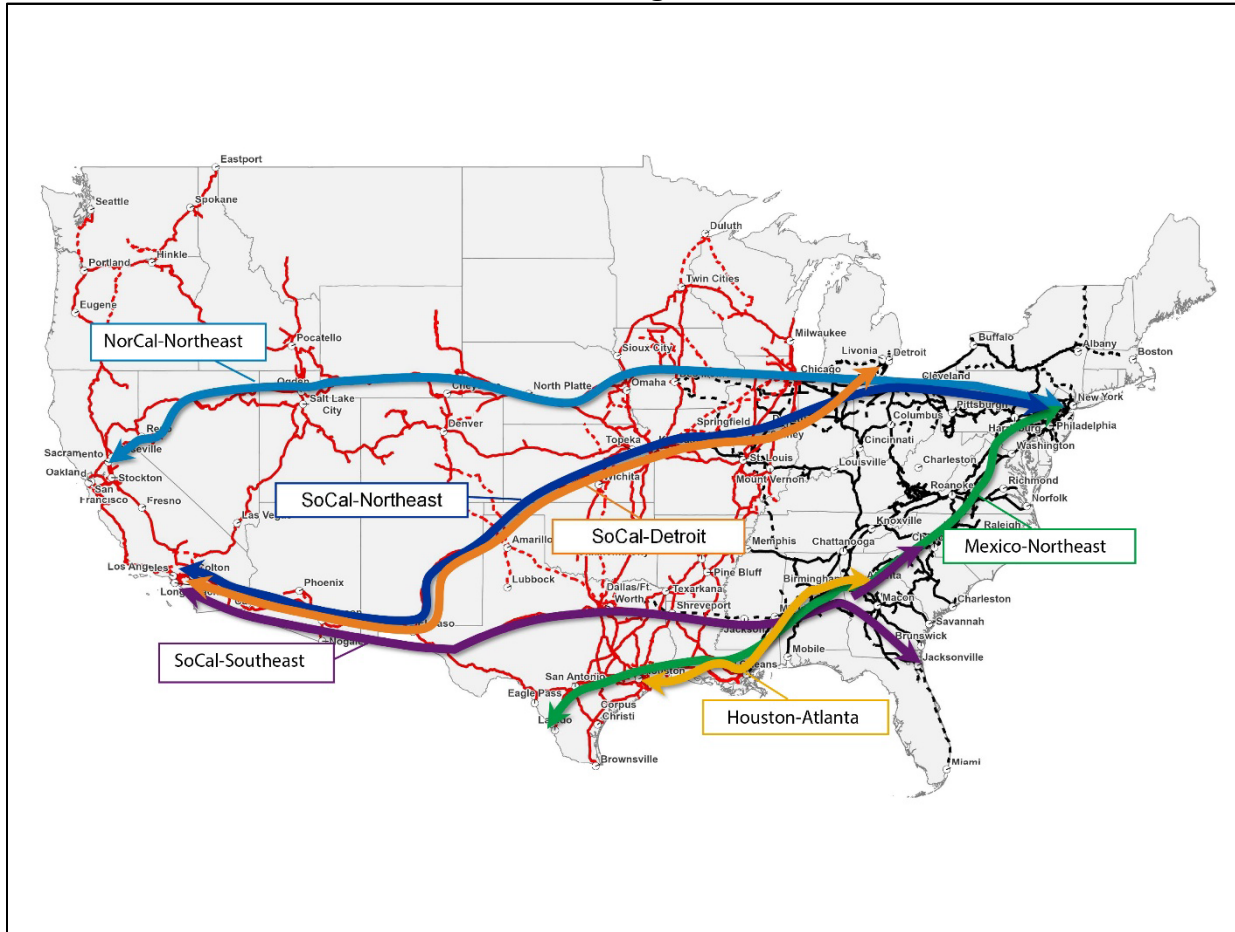 Eastport
Seattle
Spokane
Duluth
Portland
Hinkle
Twin Cities
Eugene
NorCal-Northeast
Pocatello
Sioux City
Milwaukee
Livonia
Detroit
Buffalo
Albany
Boston
Ogden
Salt Lake
City
North Platte
Omaha
Chicago
Cleveland
New York
Sacramento
Oakland
San
Francisco
Stockton
Denver
Topeka
Springfield
Columbus
Pittsburgh
Philadelphia
Washington
Cincinnati
Fresno
Las Vegas
SoCal-Northeast
Wichita
St. Louis
Mount Vernon
Louisville
Charleston
Roanoke
Richmond
Norfolk
SoCal-Detroit
Amarillo
Memphis
Knoxville
Chattanooga
Raleigh
Mexico-Northeast
Los Angeles
Colton
Phoenix
Lubbock
Pine Bluff
Birmingham
Atlanta
Dallas/Ft.
Worth
Texarkana
Shreveport
Jackson
Macon
Charleston
Savannah
Nogales
SoCal-Southeast
Mobile
Brunswick
Jacksonville
San Antonio
Eagle Pass
Corpus
Christi
Houston-Atlanta
Brownsville
Miami